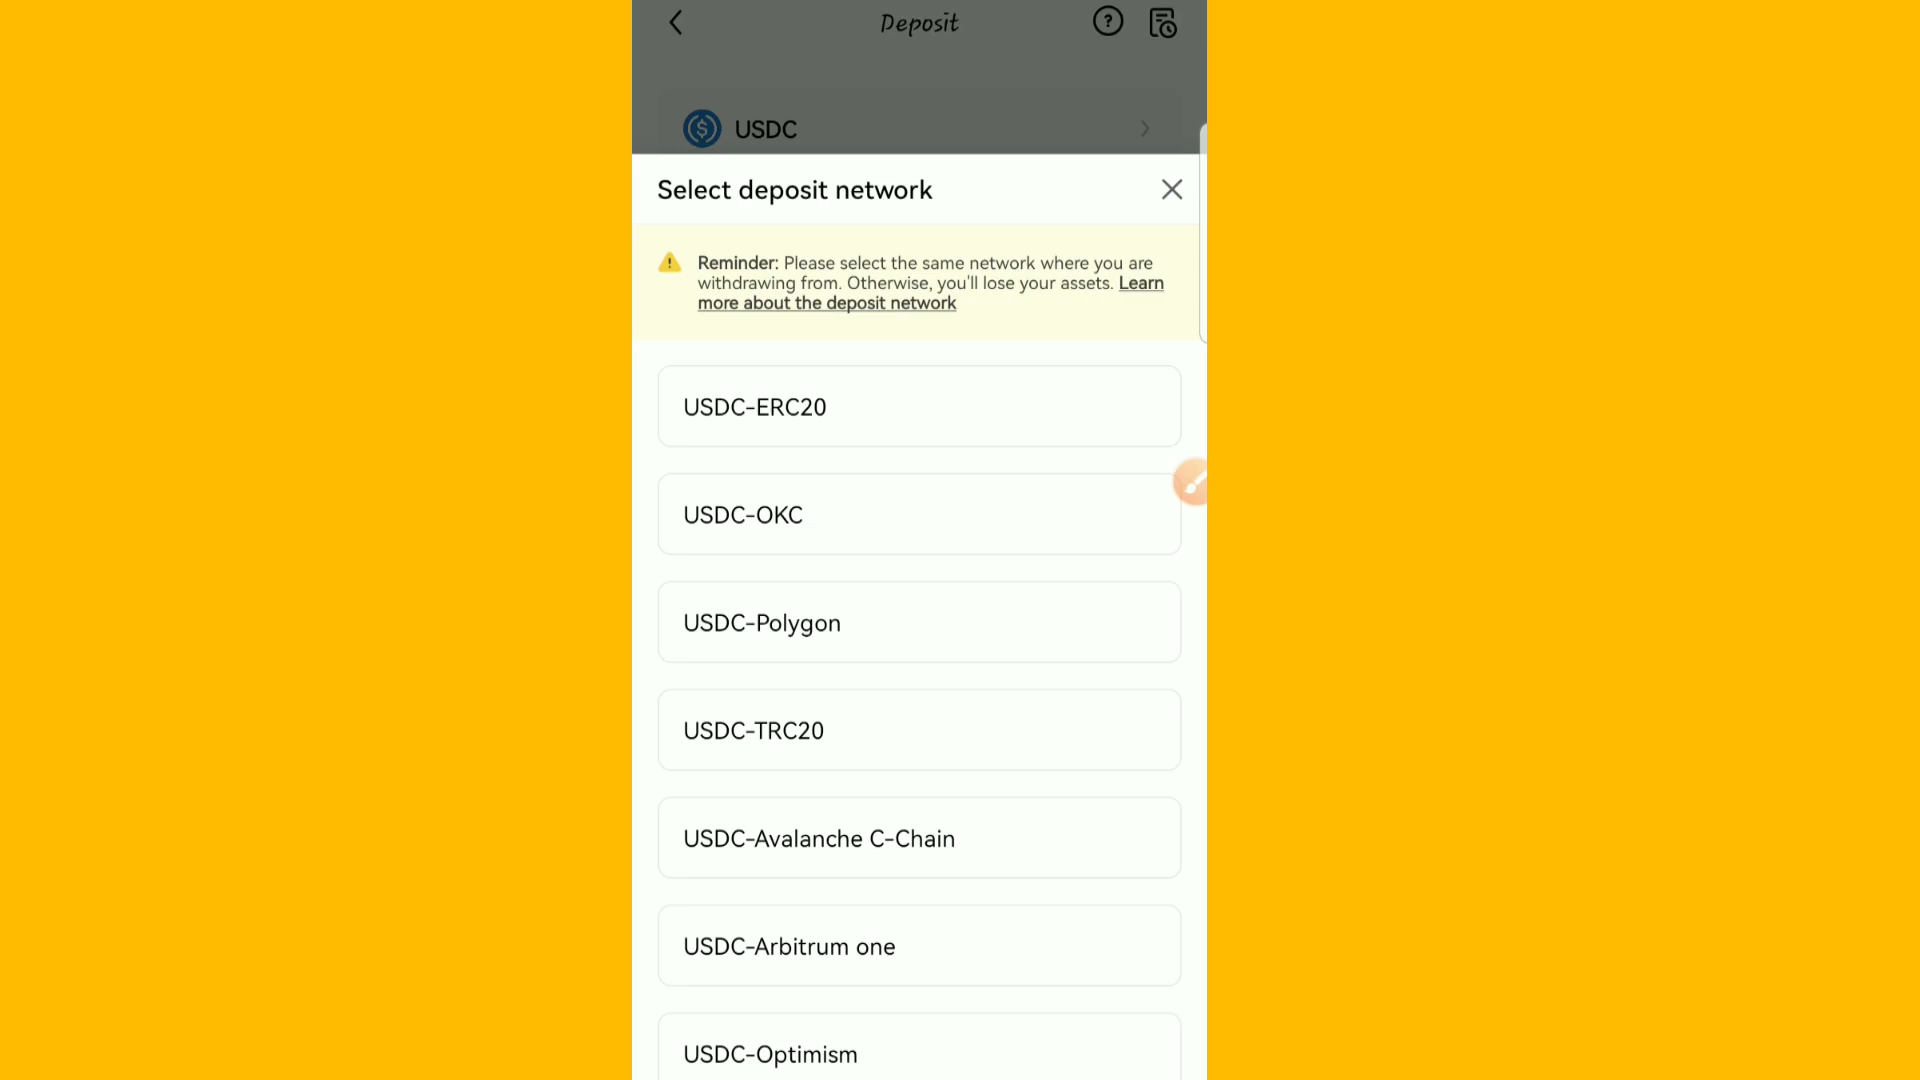 Deposit
USDC
Select deposit network
Reminder: Please select the same network where you are
withdrawing from. Otherwise, you'll lose your assets. Learn
more about the deposit network
USDC-ERC20
USDC-OKC
USDC-Polygon
USDC-TRC20
USDC-Avalanche C-Chain
USDC-Arbitrum one
USDC-Optimism